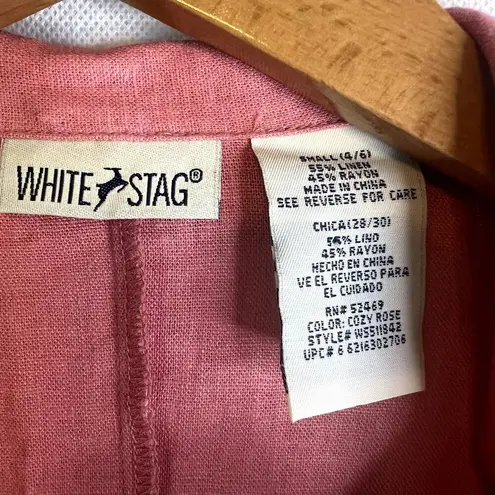 WHITE STAG®
SMALL (4/6)
55% LINEN
45% RAYON
MADE IN CHINA
SEE REVERSE FOR CARE
CHICA(28/30)
55% LINO
45% RAYON
HECHO EN CHINA
VE EL REVERSO PARA
EL CUIDADO
RN# 52469
COLOR: COZY ROSE
STYLE# WS511842
UPC# 6 6216302706